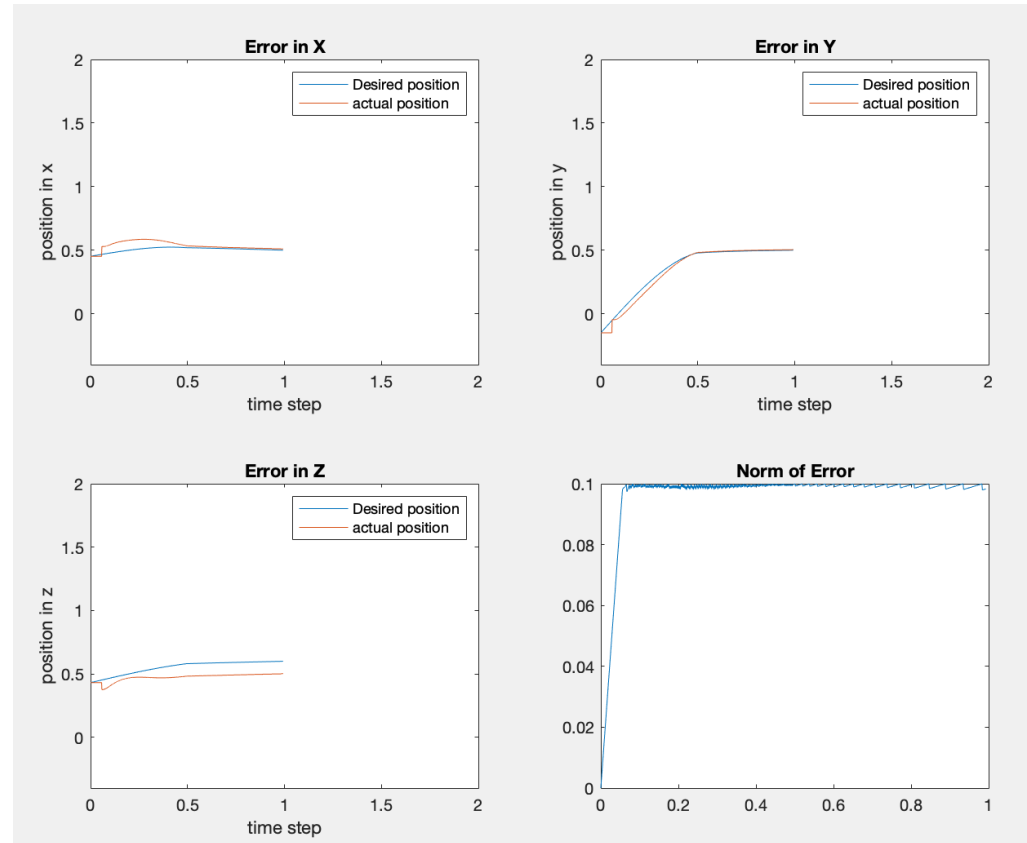 Error in X
2
1.5
1
0.5
0
position in x
Desired position
actual position
0
0.5
1
1.5
2
time step
Error in Y
2
1.5
1
0.5
0
position in y
Desired position
actual position
0
0.5
1
1.5
2
time step
Error in Z
2
1.5
1
0.5
0
position in z
Desired position
actual position
0
0.5
1
1.5
2
time step
Norm of Error
0.1
0.08
0.06
0.04
0.02
0
0
0.2
0.4
0.6
0.8
1